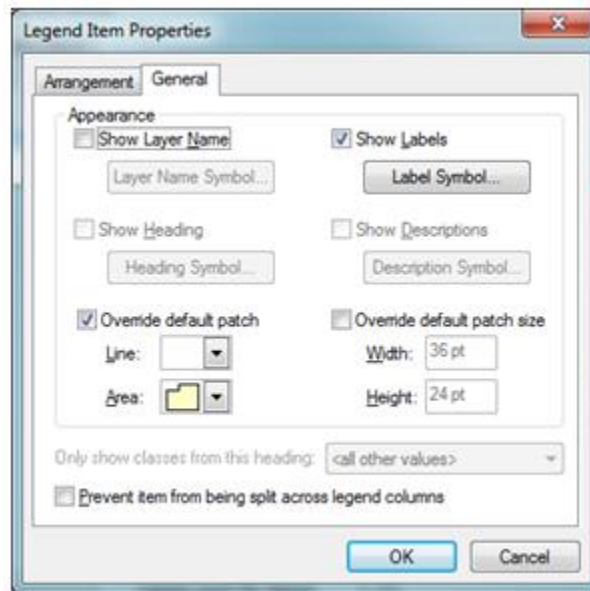 Legend Item Properties
Arrangement General
Appearance
Show Layer Name Show Labels
Layer Name Symbol... Label Symbol...
Show Heading Show Descriptions
Heading Symbol... Description Symbol...
Override default patch Override default patch size
Line: Width: 36 pt
Area: Height: 24 pt
Only show classes from this heading: <all other values>
Prevent item from being split across legend columns
OK Cancel